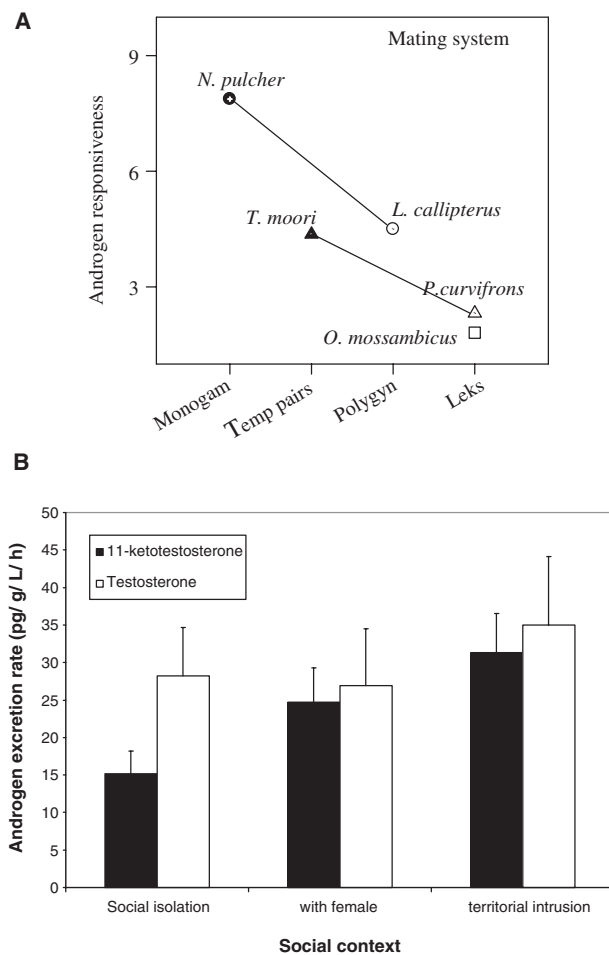 A
Mating system
Androgen responsiveness
9
6
3
N. pulcher
L. callipterus
T. moori
P.curvifrons
O. mossambicus
Monogam
Temp pairs
Polygyn
Leks
B
Androgen excretion rate (pg/ g/ L/ h)
50
45
40
35
30
25
20
15
10
5
0
11-ketotestosterone
Testosterone
Social isolation
with female
territorial intrusion
Social context